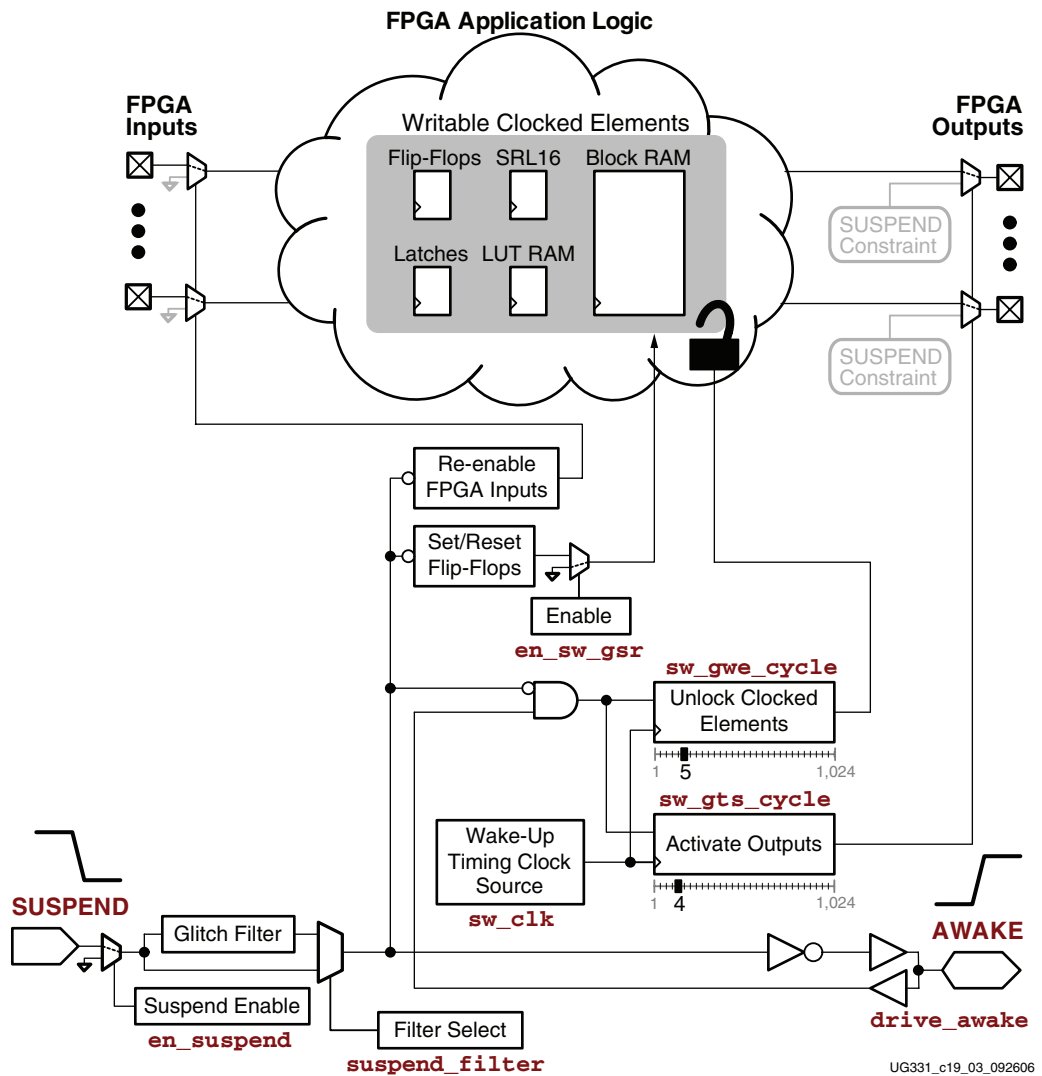 FPGA Application Logic
FPGA
Inputs
FPGA
Outputs
Writable Clocked Elements
Flip-Flops
SRL16
Block RAM
Latches
LUT RAM
SUSPEND
Constraint
SUSPEND
Constraint
Re-enable
FPGA Inputs
Set/Reset
Flip-Flops
Enable
en_sw_gsr
sw_gwe_cycle
Unlock Clocked
Elements
1
5
1,024
sw_gts_cycle
Activate Outputs
1
4
1,024
Wake-Up
Timing Clock
Source
sw_clk
SUSPEND
Glitch Filter
Suspend Enable
en_suspend
Filter Select
suspend_filter
AWAKE
drive_awake
UG331_c19_03_092606